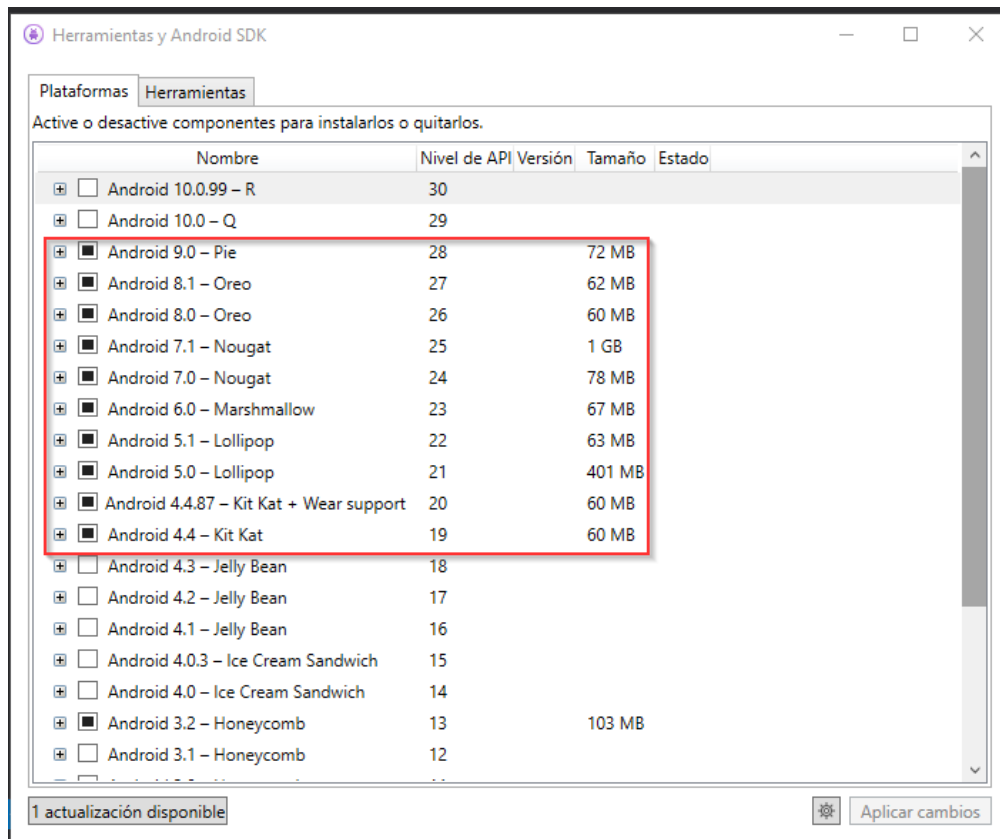 Herramientas y Android SDK
Plataformas Herramientas
Active o desactive componentes para instalarlos o quitarlos.
Nombre Nivel de API Versión Tamaño Estado
Android 10.0.99 – R 30
Android 10.0 – Q 29
Android 9.0 – Pie 28 72 MB
Android 8.1 – Oreo 27 62 MB
Android 8.0 – Oreo 26 60 MB
Android 7.1 – Nougat 25 1 GB
Android 7.0 – Nougat 24 78 MB
Android 6.0 – Marshmallow 23 67 MB
Android 5.1 – Lollipop 22 63 MB
Android 5.0 – Lollipop 21 401 MB
Android 4.4.87 – Kit Kat + Wear support 20 60 MB
Android 4.4 – Kit Kat 19 60 MB
Android 4.3 – Jelly Bean 18
Android 4.2 – Jelly Bean 17
Android 4.1 – Jelly Bean 16
Android 4.0.3 – Ice Cream Sandwich 15
Android 4.0 – Ice Cream Sandwich 14
Android 3.2 – Honeycomb 13 103 MB
Android 3.1 – Honeycomb 12
1 actualización disponible Aplicar cambios